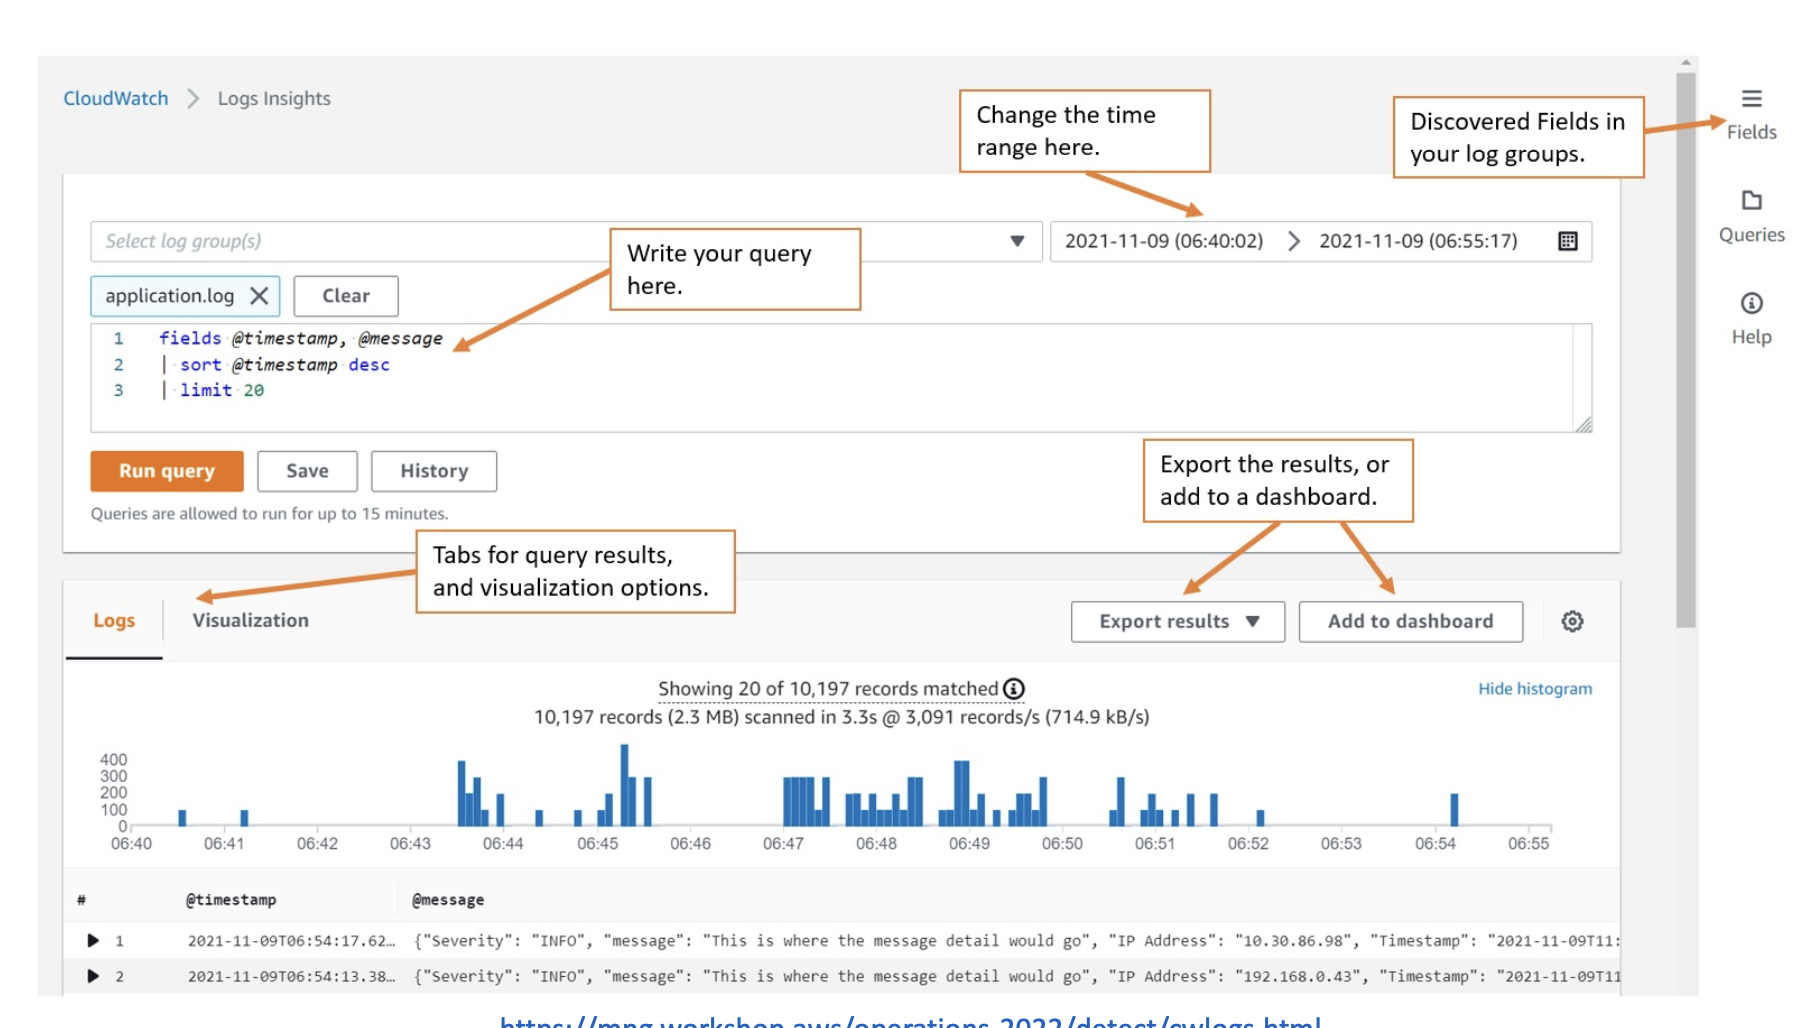 CloudWatch > Logs Insights
Change the time
range here.
Discovered Fields in
your log groups.
Fields
Queries
Help
Select log group(s)
2021-11-09 (06:40:02) > 2021-11-09 (06:55:17)
Write your query
here.
application.log
Clear
1 fields @timestamp, @message
2 | sort @timestamp desc
3 | limit 20
Run query
Save
History
Queries are allowed to run for up to 15 minutes.
Export the results, or
add to a dashboard.
Tabs for query results,
and visualization options.
Logs
Visualization
Export results
Add to dashboard
Showing 20 of 10,197 records matched
Hide histogram
10,197 records (2.3 MB) scanned in 3.3s @ 3,091 records/s (714.9 kB/s)
400
300
200
100
0
06:40 06:41 06:42 06:43 06:44 06:45 06:46 06:47 06:48 06:49 06:50 06:51 06:52 06:53 06:54 06:55
# @timestamp @message
1 2021-11-09T06:54:17.62… {"Severity": "INFO", "message": "This is where the message detail would go", "IP Address": "10.30.86.98", "Timestamp": "2021-11-09T11:
2 2021-11-09T06:54:13.38… {"Severity": "INFO", "message": "This is where the message detail would go", "IP Address": "192.168.0.43", "Timestamp": "2021-11-09T11